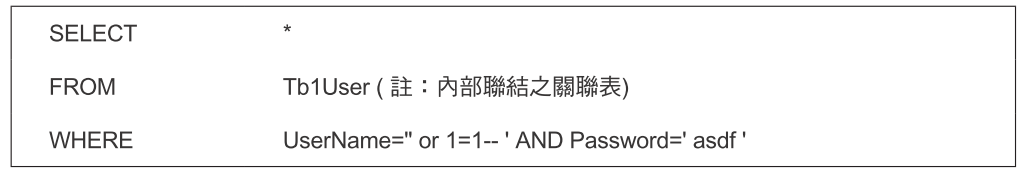 SELECT *
FROM Tb1User ( 註：內部聯結之關聯表)
WHERE UserName='' or 1=1-- ' AND Password=' asdf '